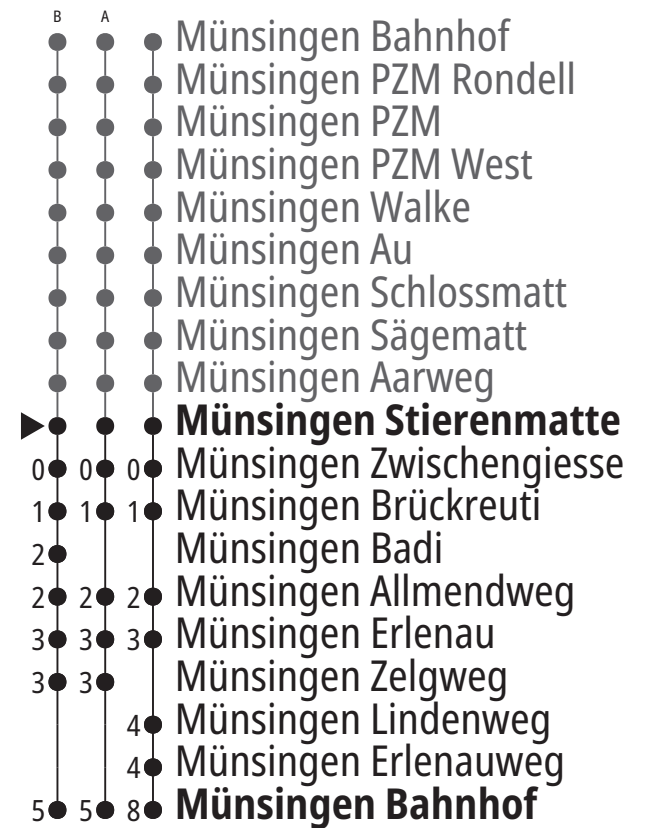 B A
Münsingen Bahnhof
Münsingen PZM Rondell
Münsingen PZM
Münsingen PZM West
Münsingen Walke
Münsingen Au
Münsingen Schlossmatt
Münsingen Sägematt
Münsingen Aarweg
Münsingen Stierenmatte
0 0 0 Münsingen Zwischengiesse
1 1 1 Münsingen Brückreuti
2 Münsingen Badi
2 2 2 Münsingen Allmendweg
3 3 3 Münsingen Erlenau
3 3 Münsingen Zelgweg
4 Münsingen Lindenweg
4 Münsingen Erlenauweg
5 5 8 Münsingen Bahnhof